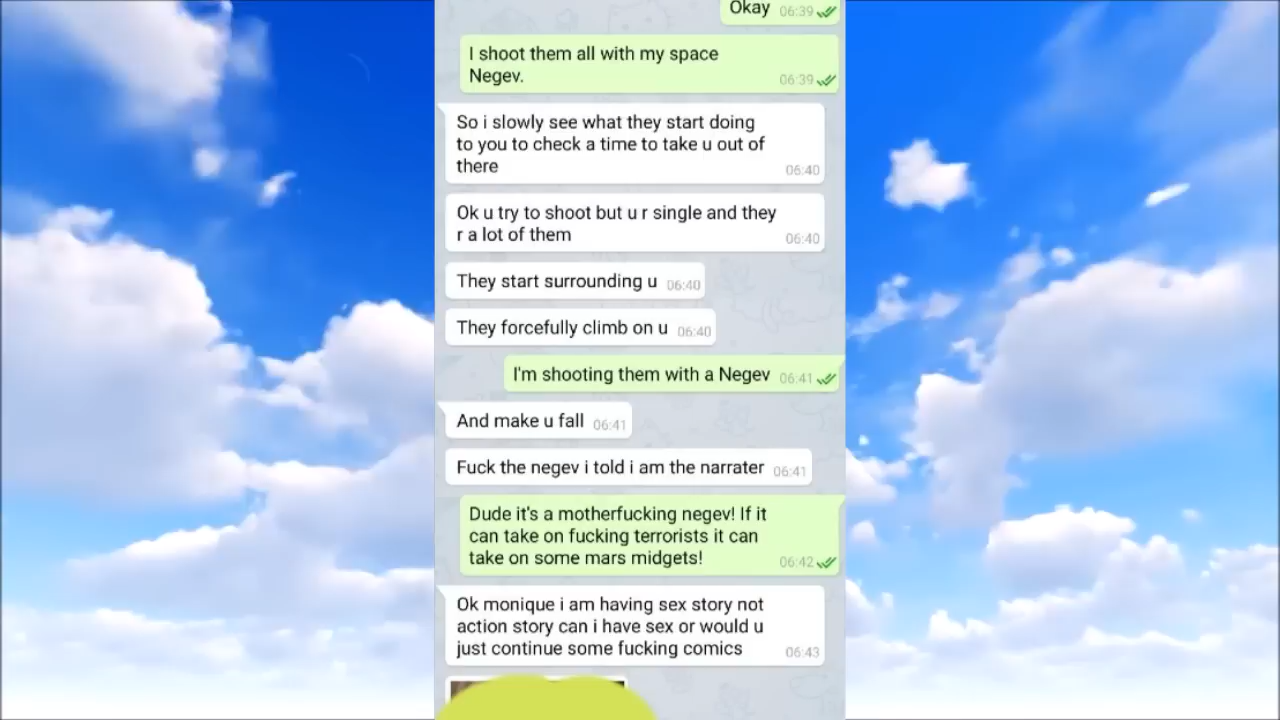 Okay 06:39
I shoot them all with my space
Negev. 06:39
So i slowly see what they start doing
to you to check a time to take u out of
there 06:40
Ok u try to shoot but u r single and they
r a lot of them 06:40
They start surrounding u 06:40
They forcefully climb on u 06:40
I'm shooting them with a Negev 06:41
And make u fall 06:41
Fuck the negev i told i am the narrater 06:41
Dude it's a motherfucking negev! If it
can take on fucking terrorists it can
take on some mars midgets! 06:42
Ok monique i am having sex story not
action story can i have sex or would u
just continue some fucking comics 06:43